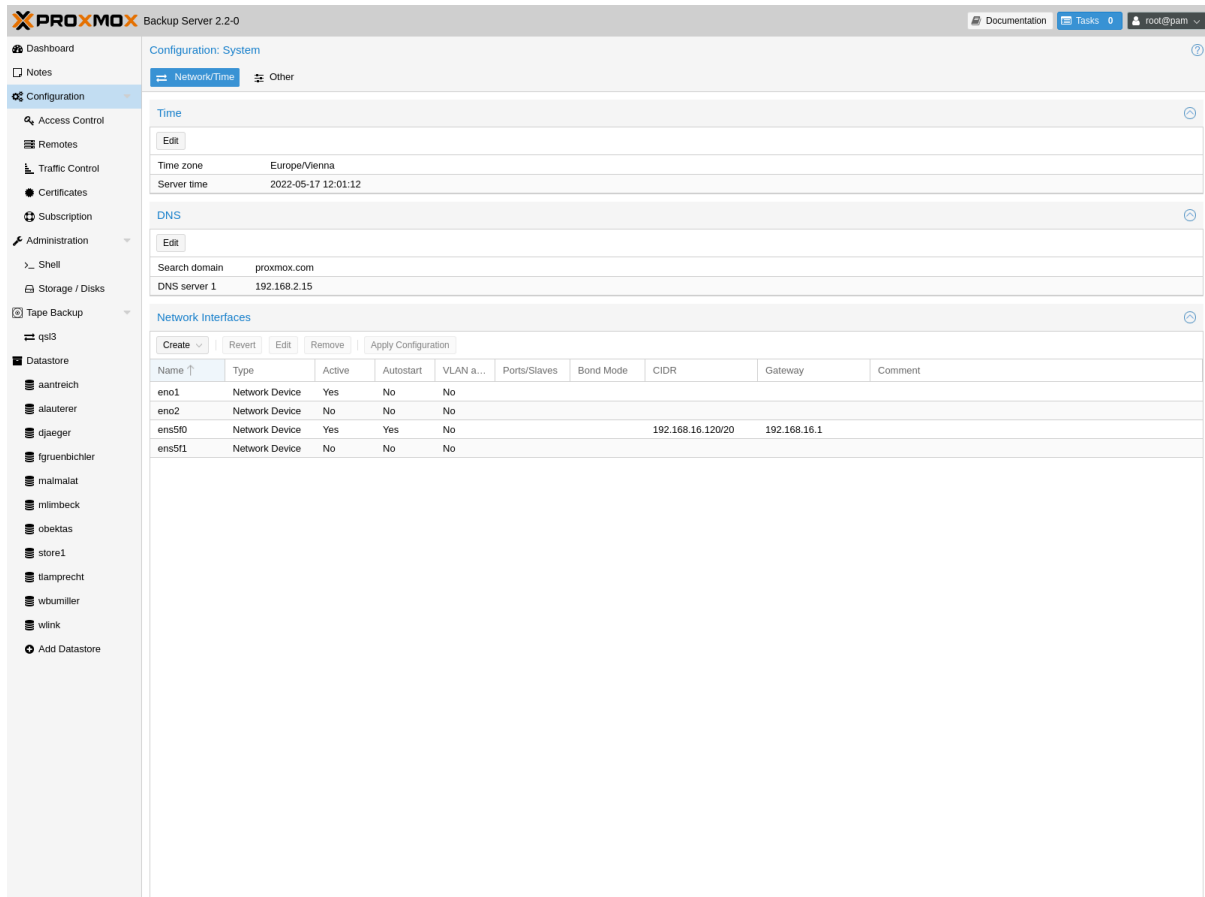 PROXMOX Backup Server 2.2-0 Documentation Tasks 0 root@pam
Dashboard
Notes
Configuration
Access Control
Remotes
Traffic Control
Certificates
Subscription
Administration
Shell
Storage / Disks
Tape Backup
qsl3
Datastore
aantreich
alauterer
djaeger
fgruenbichler
malmalat
mlimbeck
obektas
store1
tlamprecht
wbumiller
wlink
Add Datastore
Configuration: System
Network/Time Other
Time
Edit
Time zone Europe/Vienna
Server time 2022-05-17 12:01:12
DNS
Edit
Search domain proxmox.com
DNS server 1 192.168.2.15
Network Interfaces
Create Revert Edit Remove Apply Configuration
Name Type Active Autostart VLAN a... Ports/Slaves Bond Mode CIDR Gateway Comment
eno1 Network Device Yes No No
eno2 Network Device No No No
ens5f0 Network Device Yes Yes No 192.168.16.120/20 192.168.16.1
ens5f1 Network Device No No No